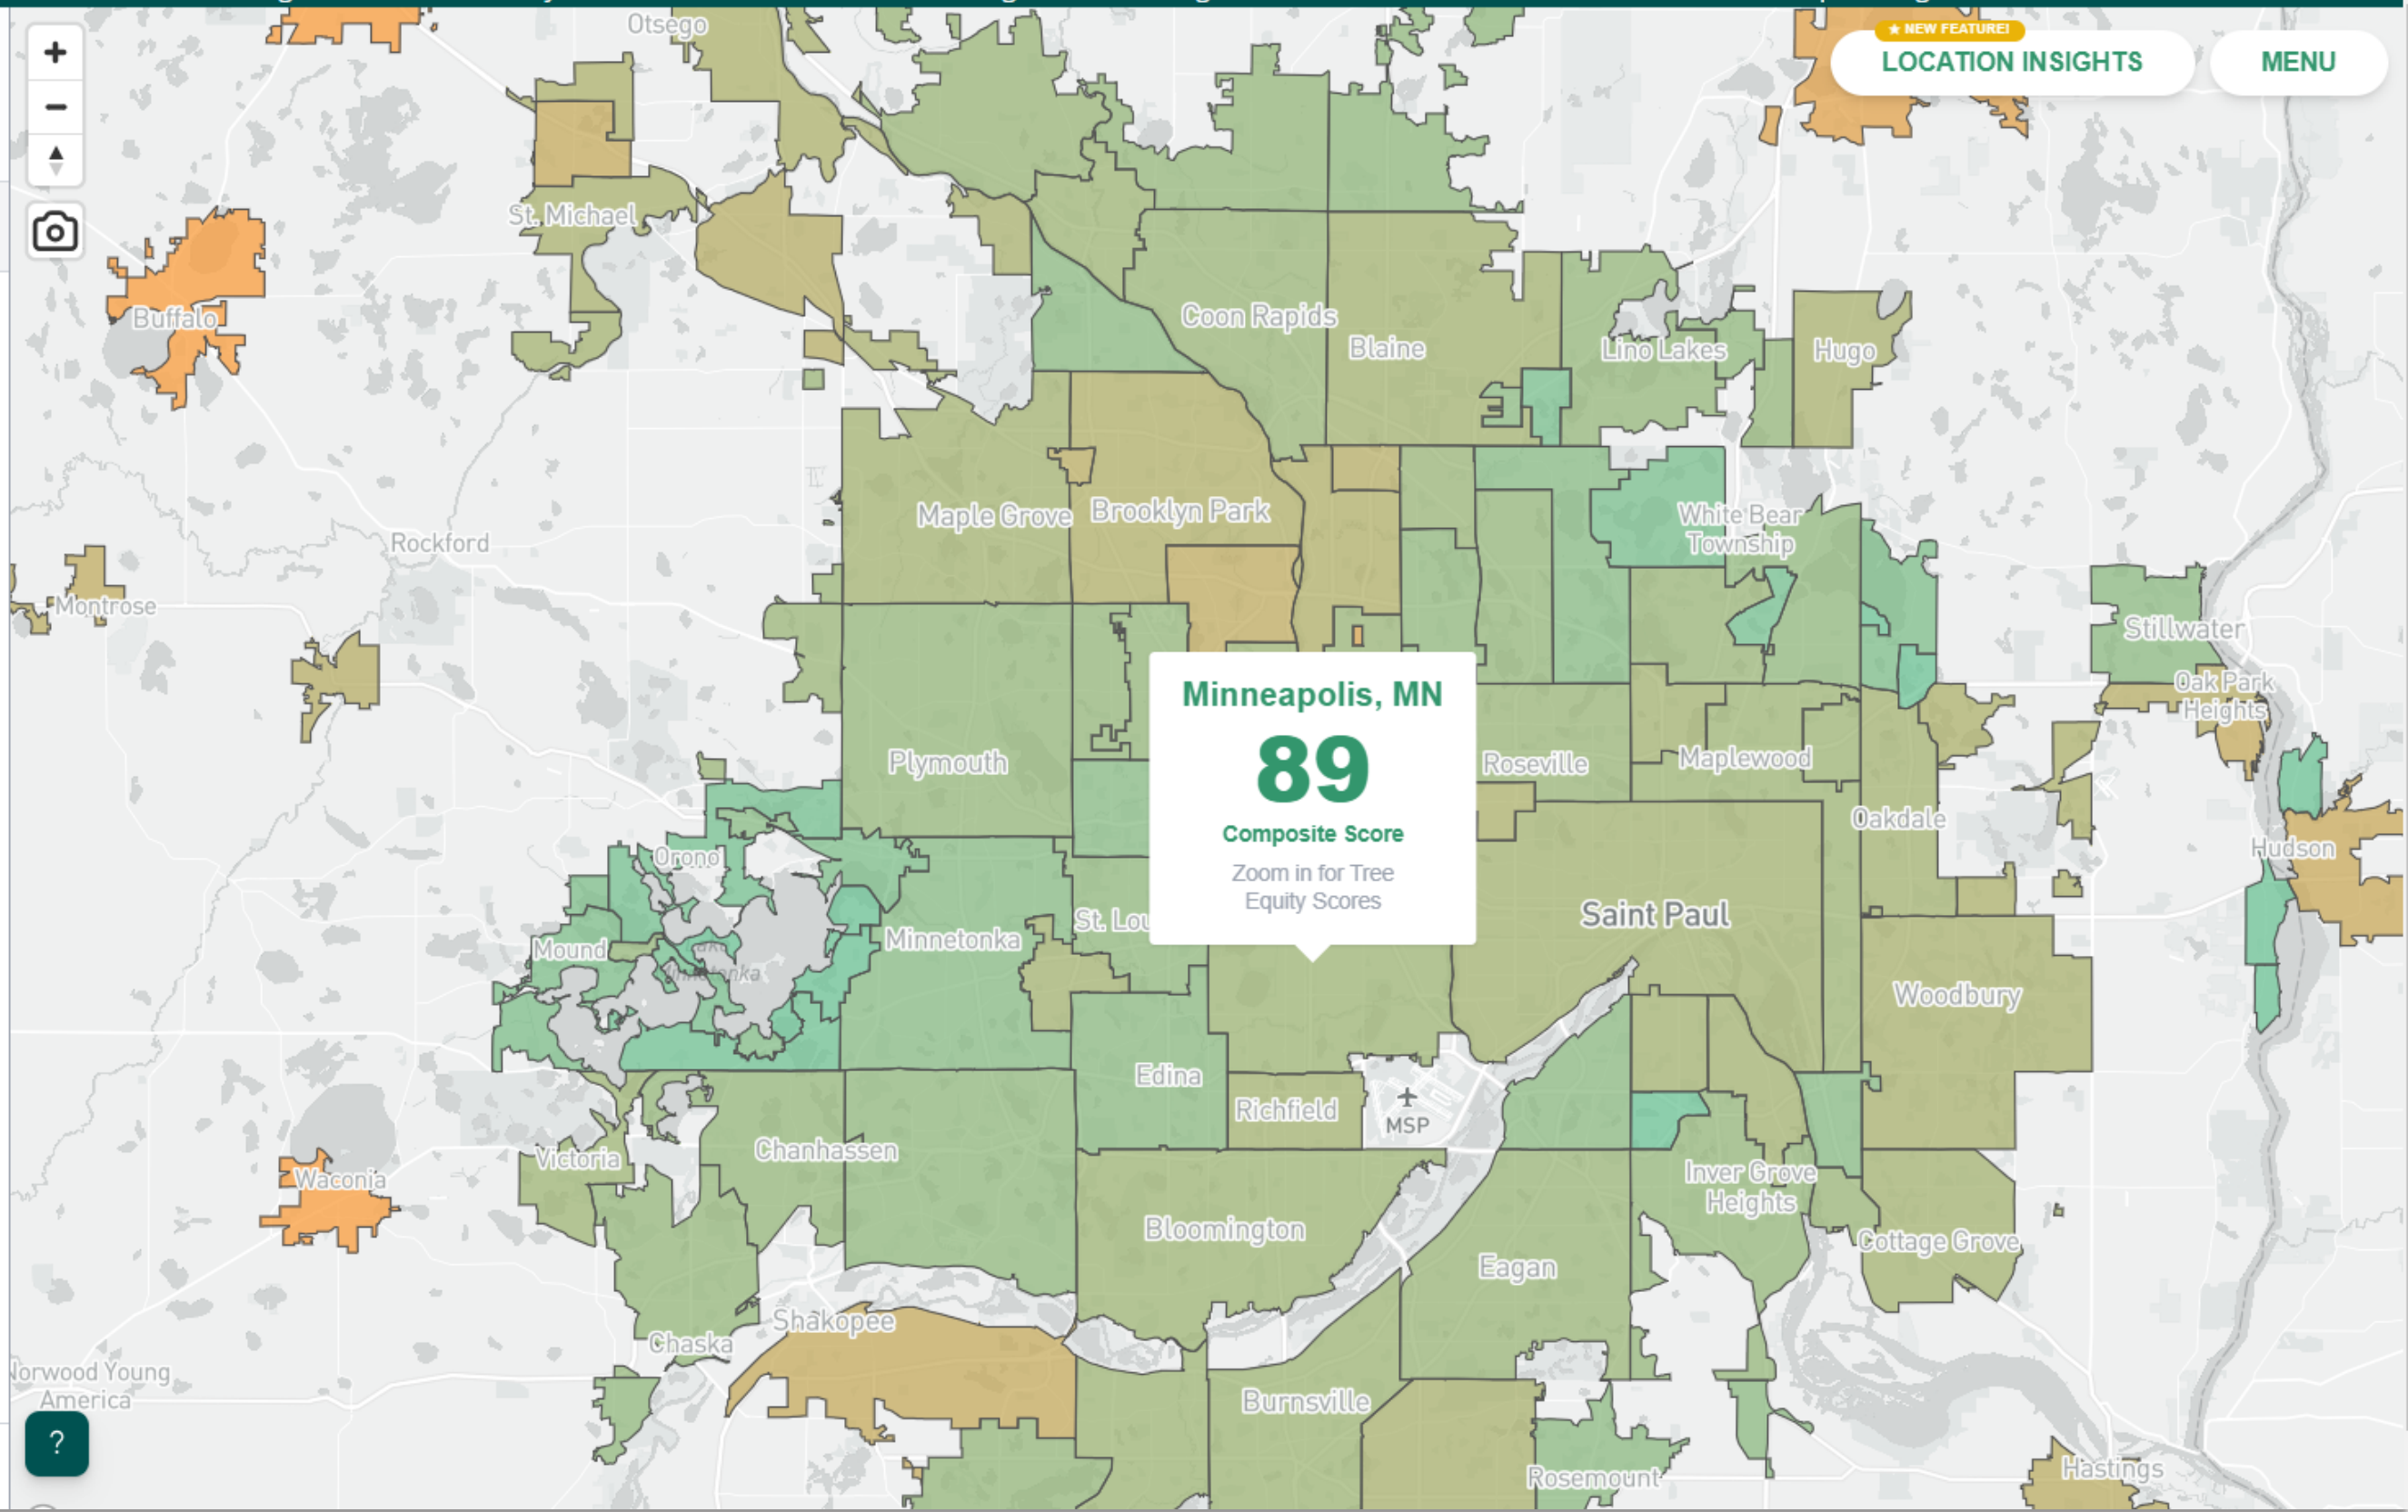 Otsego
★ NEW FEATURE!
LOCATION INSIGHTS
MENU
St. Michael
Buffalo
Coon Rapids
Blaine
Lino Lakes
Hugo
Maple Grove
Brooklyn Park
White Bear
Township
Rockford
Montrose
Stillwater
Oak Park
Heights
Minneapolis, MN
89
Composite Score
Zoom in for Tree
Equity Scores
Plymouth
Roseville
Maplewood
Oakdale
Hudson
Orono
Mound
Minnetonka
St. Lou
Saint Paul
Woodbury
Edina
Richfield
MSP
Victoria
Chanhassen
Waconia
Inver Grove
Heights
Bloomington
Cottage Grove
Eagan
Shakopee
Chaska
Norwood Young
America
Burnsville
?
Rosemount
Hastings